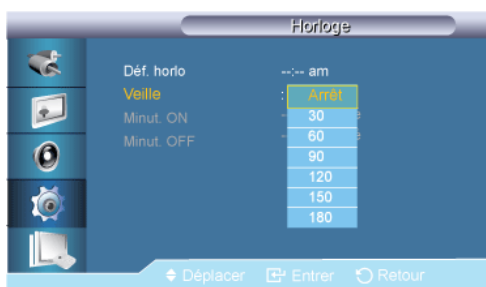 Horloge
Déf. horlo --:-- am
Veille : Arrêt
Minut. ON 30
Minut. OFF 60
90
120
150
180
Déplacer Entrer Retour